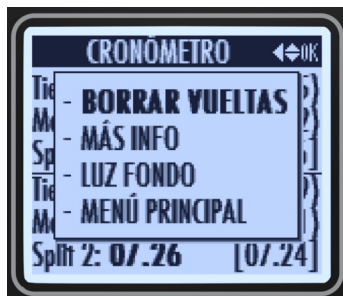 CRONÓMETRO OK
- BORRAR VUELTAS
- MÁS INFO
- LUZ FONDO
- MENÚ PRINCIPAL
Split 2: 07.26 [07.24]